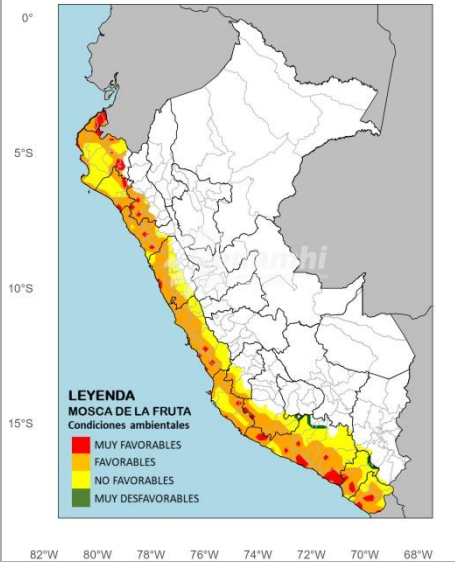 0°
5°S
10°S
15°S
LEYENDA
MOSCA DE LA FRUTA
Condiciones ambientales
MUY FAVORABLES
FAVORABLES
NO FAVORABLES
MUY DESFAVORABLES
82°W 80°W 78°W 76°W 74°W 72°W 70°W 68°W